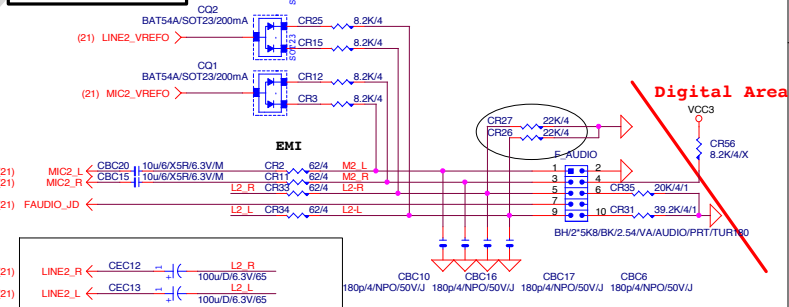 CQ2
BAT54A/SOT23/200mA
(21) LINE2_VREFO
SOT23
CR25 8.2K/4
CR15 8.2K/4
CQ1
BAT54A/SOT23/200mA
(21) MIC2_VREFO
CR12 8.2K/4
CR3 8.2K/4
Digital Area
VCC3
CR27 22K/4
CR26 22K/4
CR56
8.2K/4/X
EMI
F_AUDIO
21) MIC2_L CBC20 10u/6/X5R/6.3V/M CR2 62/4 M2_L 1 2
21) MIC2_R CBC15 10u/6/X5R/6.3V/M CR11 62/4 M2_R 3 4
L2_R CR33 62/4 L2-R 5 6 CR35 20K/4/1
21) FAUDIO_JD 7
L2_L CR34 62/4 L2-L 9 10 CR31 39.2K/4/1
BH/2*5K8/BK/2.54/VA/AUDIO/PRT/TUR180
21) LINE2_R CEC12 1 + L2_R
100u/D/6.3V/65
21) LINE2_L CEC13 1 + L2_L
100u/D/6.3V/65
CBC10 CBC16 CBC17 CBC6
180p/4/NPO/50V/J 180p/4/NPO/50V/J 180p/4/NPO/50V/J 180p/4/NPO/50V/J